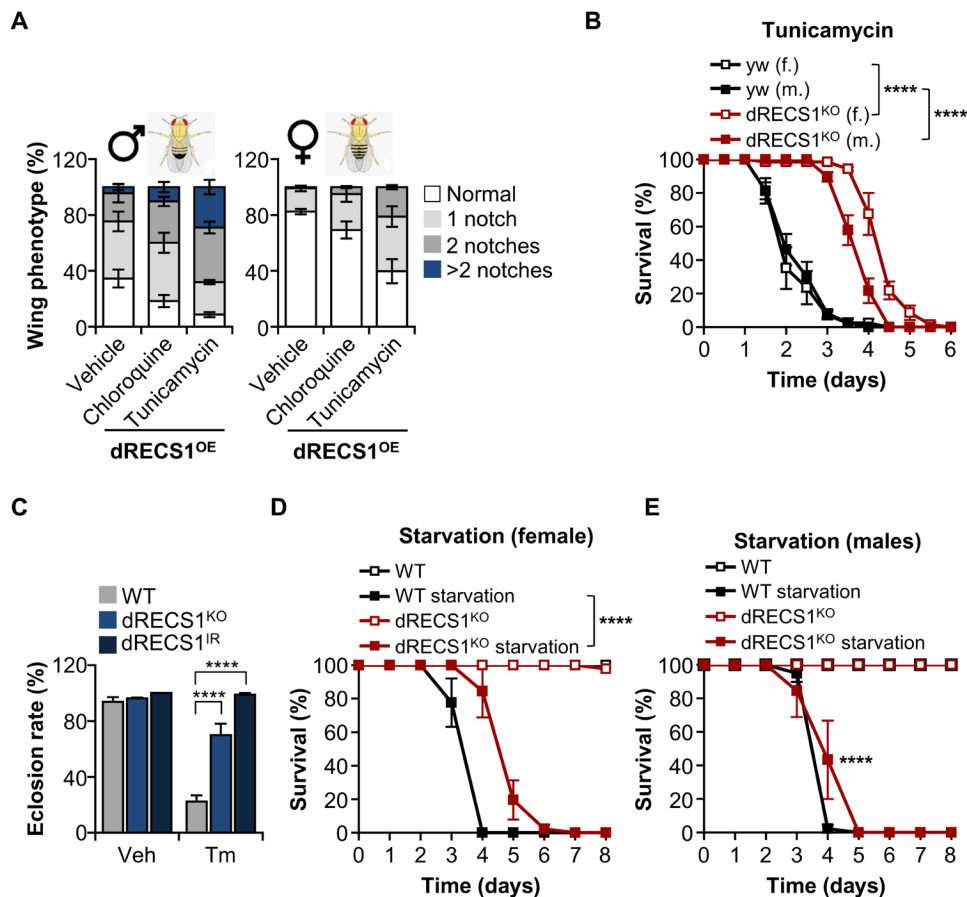 A
Wing phenotype (%)
120
80
40
0
Vehicle
Chloroquine
Tunicamycin
dRECS1OE
120
80
40
0
Vehicle
Chloroquine
Tunicamycin
dRECS1OE
Normal
1 notch
2 notches
>2 notches
B
Tunicamycin
yw (f.)
yw (m.)
dRECS1KO (f.)
dRECS1KO (m.)
****
****
Survival (%)
100
80
60
40
20
0
0 1 2 3 4 5 6
Time (days)
C
WT
dRECS1KO
dRECS1IR
Eclosion rate (%)
120
80
40
0
****
****
Veh Tm
D
Starvation (female)
WT
WT starvation
dRECS1KO
dRECS1KO starvation
****
Survival (%)
100
80
60
40
20
0
0 1 2 3 4 5 6 7 8
Time (days)
E
Starvation (males)
WT
WT starvation
dRECS1KO
dRECS1KO starvation
Survival (%)
100
80
60
40
20
0
****
0 1 2 3 4 5 6 7 8
Time (days)